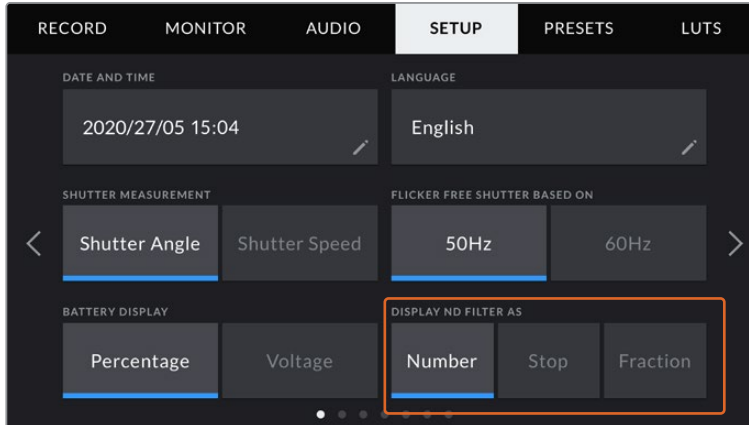 RECORD MONITOR AUDIO SETUP PRESETS LUTS
DATE AND TIME LANGUAGE
2020/27/05 15:04 English
SHUTTER MEASUREMENT FLICKER FREE SHUTTER BASED ON
Shutter Angle Shutter Speed 50Hz 60Hz
BATTERY DISPLAY DISPLAY ND FILTER AS
Percentage Voltage Number Stop Fraction